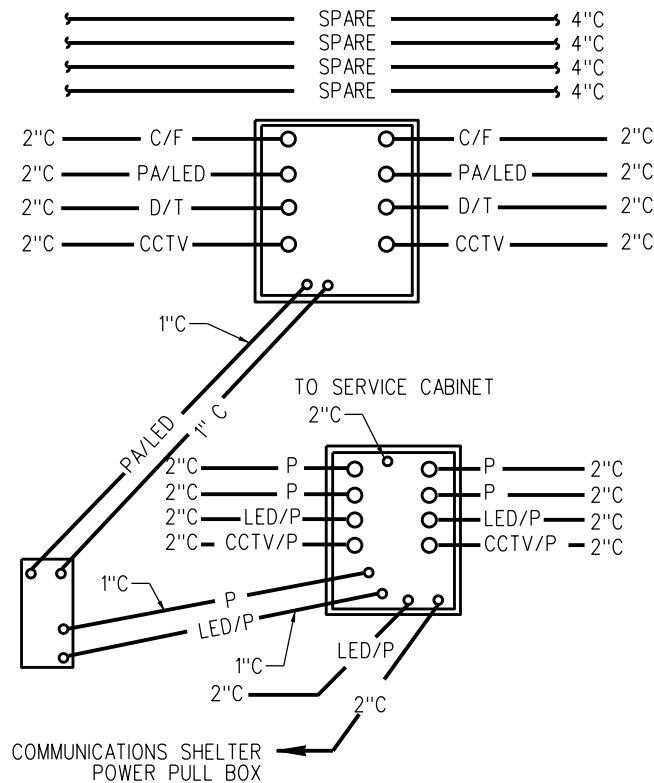 SPARE 4"C
SPARE 4"C
SPARE 4"C
SPARE 4"C
2"C C/F C/F 2"C
2"C PA/LED PA/LED 2"C
2"C D/T D/T 2"C
2"C CCTV CCTV 2"C
1"C
PA/LED
1" C
TO SERVICE CABINET
2"C
2"C P P 2"C
2"C P P 2"C
2"C LED/P LED/P 2"C
2"C CCTV/P CCTV/P 2"C
1"C
P
LED/P
1"C
LED/P
2"C
2"C
COMMUNICATIONS SHELTER
POWER PULL BOX